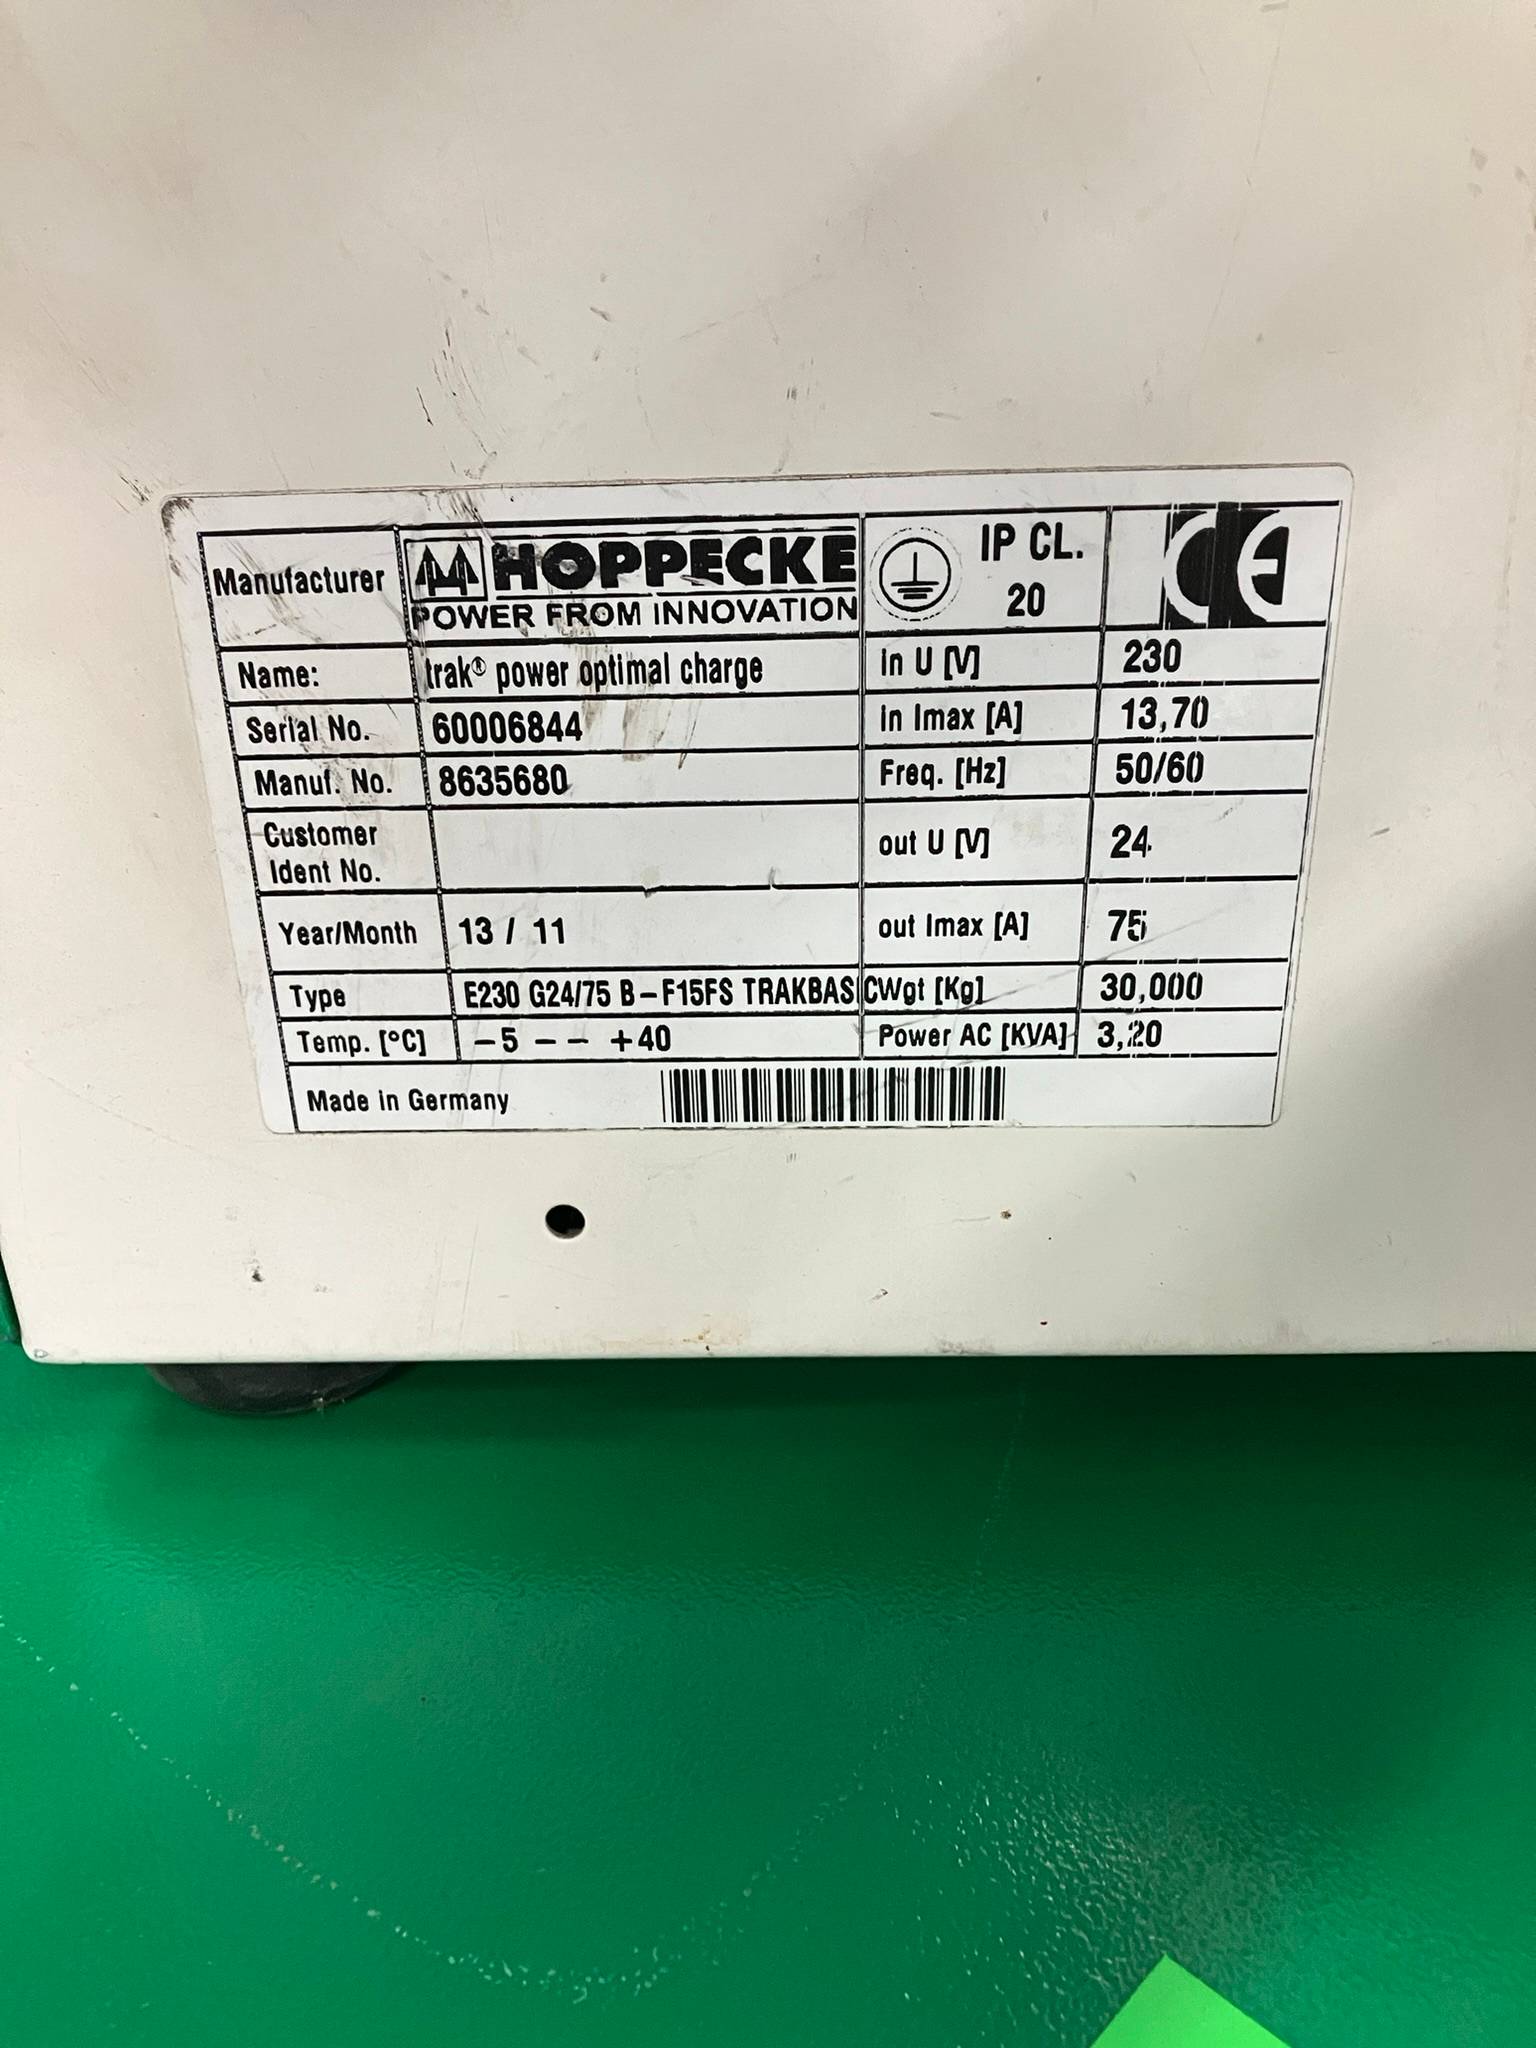 Manufacturer HOPPECKE IP CL. CE
POWER FROM INNOVATION 20
Name: trak® power optimal charge in U [V] 230
Serial No. 60006844 in Imax [A] 13,70
Manuf. No. 8635680 Freq. [Hz] 50/60
Customer
Ident No. out U [V] 24
Year/Month 13 / 11 out Imax [A] 75
Type E230 G24/75 B-F15FS TRAKBASIC Wgt [Kg] 30,000
Temp. [°C] -5 -- +40 Power AC [KVA] 3,20
Made in Germany